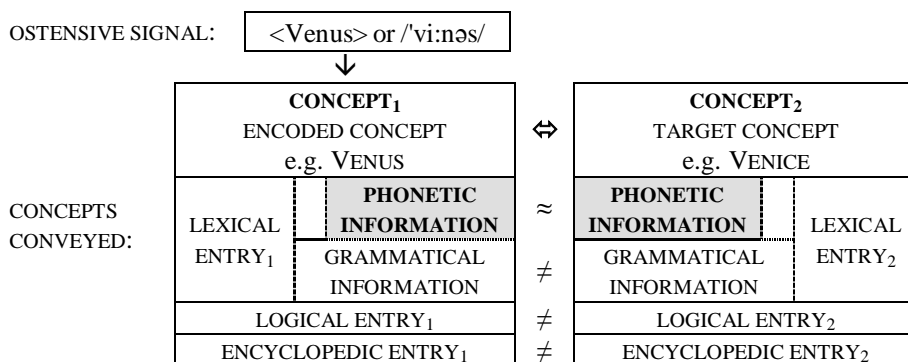 OSTENSIVE SIGNAL: <Venus> or /'vi:nəs/
↓
CONCEPT₁ CONCEPT₂
ENCODED CONCEPT ⇔ TARGET CONCEPT
e.g. VENUS e.g. VENICE
CONCEPTS CONVEYED:
LEXICAL ENTRY₁ PHONETIC INFORMATION ≈ PHONETIC INFORMATION LEXICAL ENTRY₂
GRAMMATICAL INFORMATION ≠ GRAMMATICAL INFORMATION
LOGICAL ENTRY₁ ≠ LOGICAL ENTRY₂
ENCYCLOPEDIC ENTRY₁ ≠ ENCYCLOPEDIC ENTRY₂